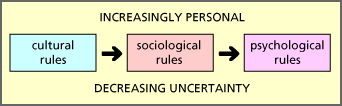 INCREASINGLY PERSONAL
cultural rules
sociological rules
psychological rules
DECREASING UNCERTAINTY